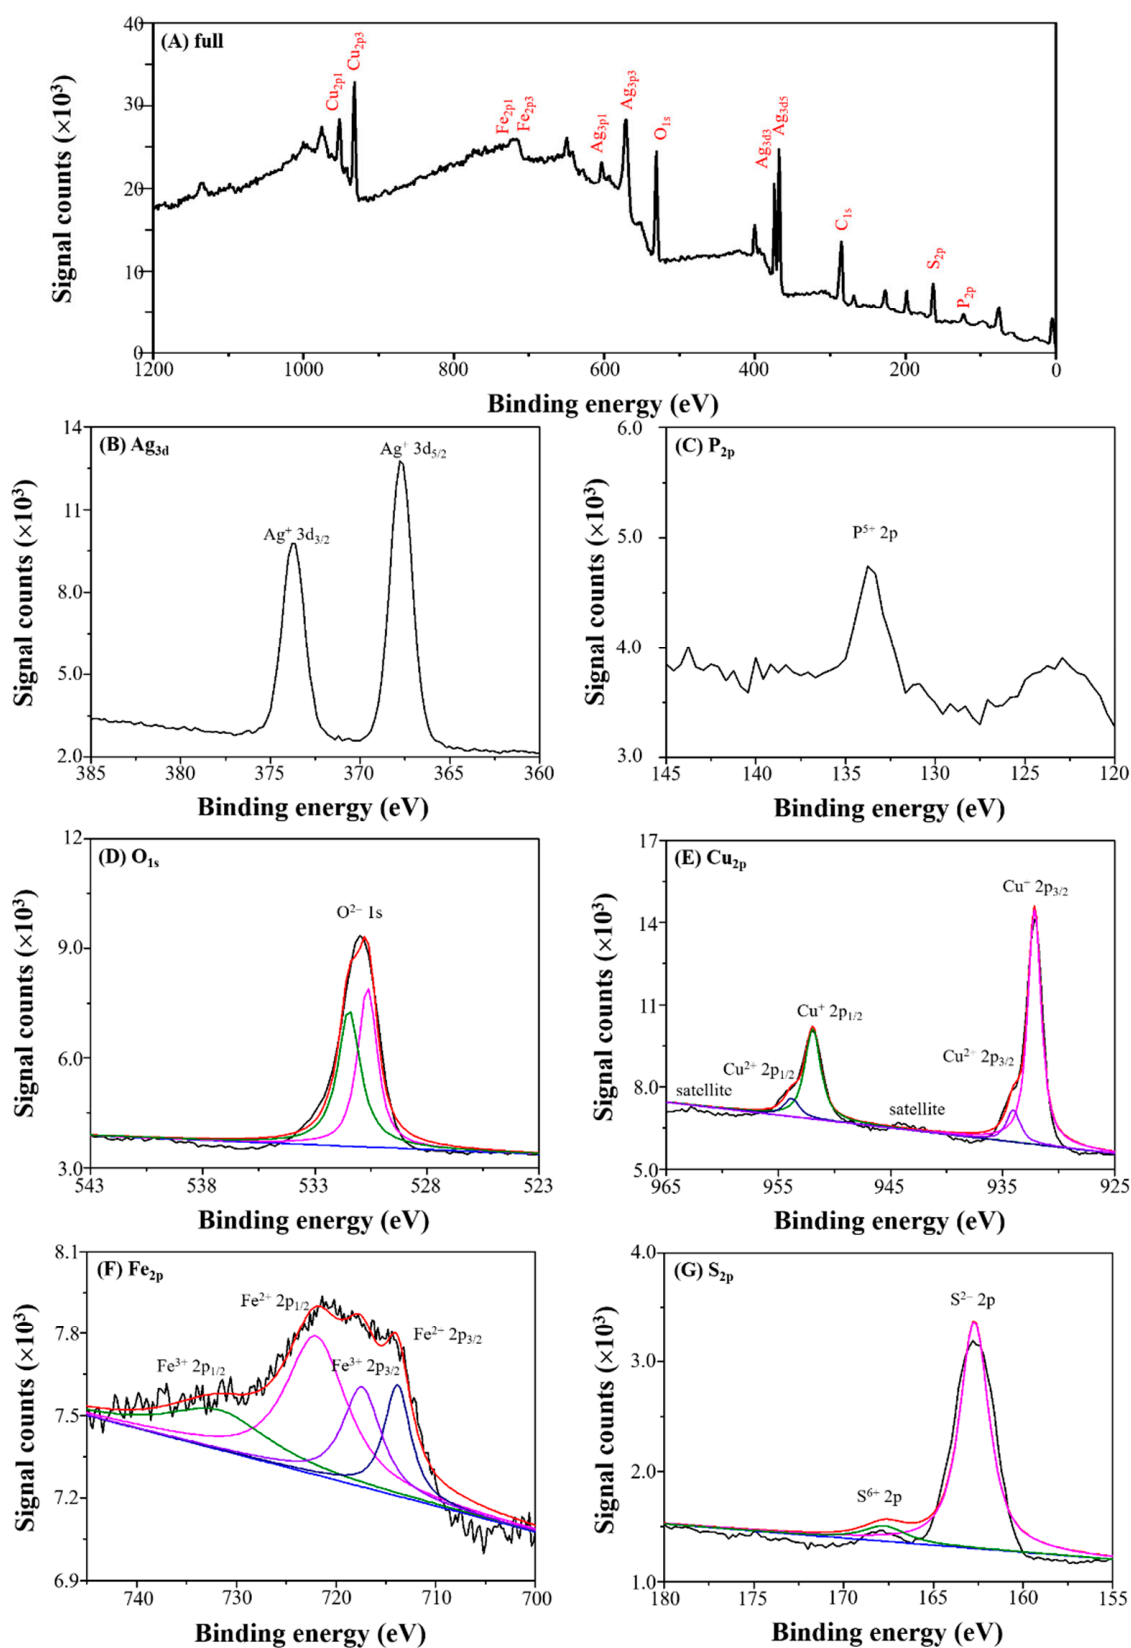 (A) full
Cu2p1
Cu2p3
Fe2p1
Fe2p3
Ag3p1
Ag3p3
O1s
Ag3d3
Ag3d5
C1s
S2p
P2p
Signal counts (×10³)
40
30
20
10
0
1200
1000
800
600
400
200
0
Binding energy (eV)
(B) Ag3d
Ag⁺ 3d3/2
Ag⁺ 3d5/2
Signal counts (×10³)
14
11
8.0
5.0
2.0
385
380
375
370
365
360
Binding energy (eV)
(C) P2p
P⁵⁺ 2p
Signal counts (×10³)
6.0
5.0
4.0
3.0
145
140
135
130
125
120
Binding energy (eV)
(D) O1s
O²⁻ 1s
Signal counts (×10³)
12
9.0
6.0
3.0
543
538
533
528
523
Binding energy (eV)
(E) Cu2p
Cu⁺ 2p3/2
Cu⁺ 2p1/2
Cu²⁺ 2p1/2
Cu²⁺ 2p3/2
satellite
satellite
Signal counts (×10³)
17
14
11
8.0
5.0
965
955
945
935
925
Binding energy (eV)
(F) Fe2p
Fe²⁺ 2p1/2
Fe²⁺ 2p3/2
Fe³⁺ 2p1/2
Fe³⁺ 2p3/2
Signal counts (×10³)
8.1
7.8
7.5
7.2
6.9
740
730
720
710
700
Binding energy (eV)
(G) S2p
S²⁻ 2p
S⁶⁺ 2p
Signal counts (×10³)
4.0
3.0
2.0
1.0
180
175
170
165
160
155
Binding energy (eV)